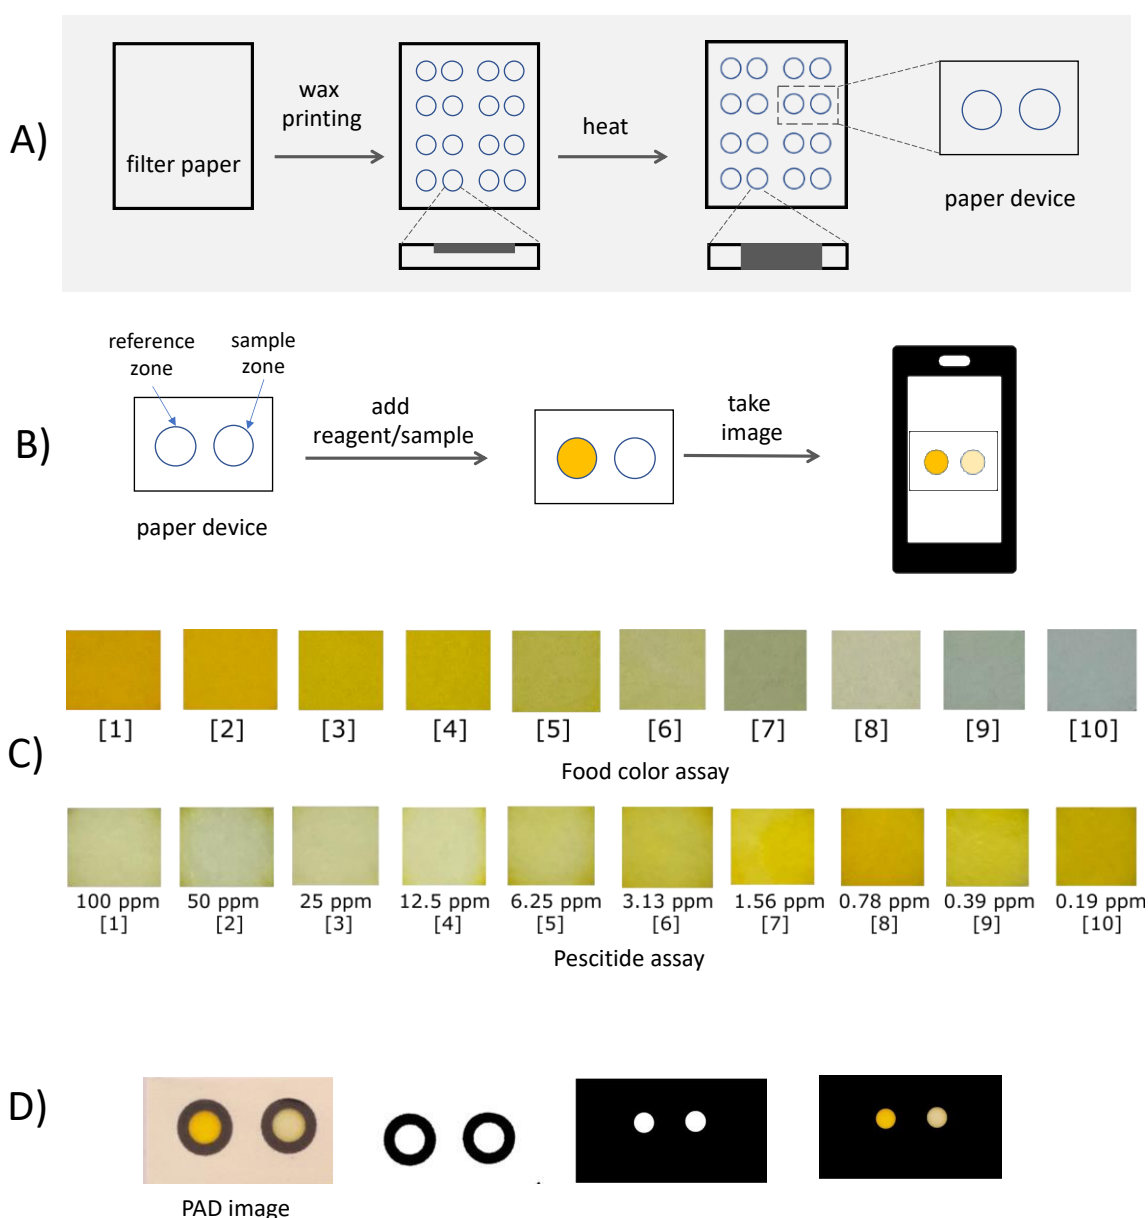 A)
filter paper
wax
printing
heat
paper device
B)
reference
zone
sample
zone
paper device
add
reagent/sample
take
image
C)
[1] [2] [3] [4] [5] [6] [7] [8] [9] [10]
Food color assay
100 ppm 50 ppm 25 ppm 12.5 ppm 6.25 ppm 3.13 ppm 1.56 ppm 0.78 ppm 0.39 ppm 0.19 ppm
[1] [2] [3] [4] [5] [6] [7] [8] [9] [10]
Pescitide assay
D)
PAD image